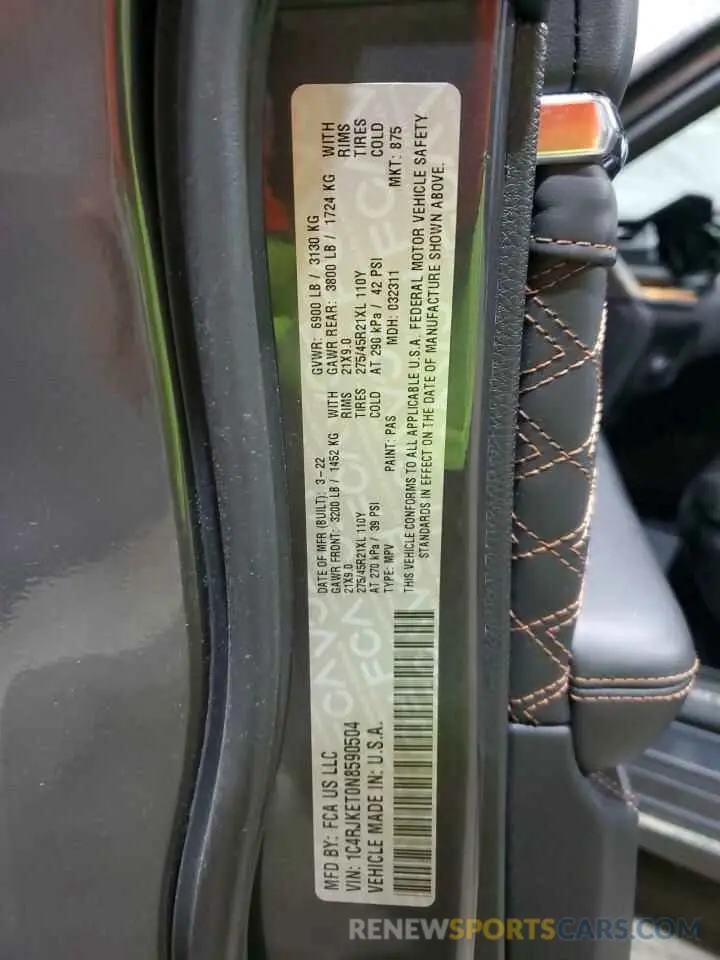 MFD BY: FCA US LLC
DATE OF MFR (BUILT): 3-22
GVWR: 6900 LB / 3130 KG
GAWR FRONT: 3200 LB / 1452 KG WITH
21X9.0 RIMS
275/45R21XL 110Y TIRES
AT 270 kPa / 39 PSI COLD
GAWR REAR: 3800 LB / 1724 KG WITH
21X9.0 RIMS
275/45R21XL 110Y TIRES
AT 290 kPa / 42 PSI COLD
TYPE: MPV PAINT: PAS MDH: 032311 MKT: 875
THIS VEHICLE CONFORMS TO ALL APPLICABLE U.S.A. FEDERAL MOTOR VEHICLE SAFETY
STANDARDS IN EFFECT ON THE DATE OF MANUFACTURE SHOWN ABOVE.
VIN: 1C4RJKET0N8590504
VEHICLE MADE IN: U.S.A.
RENEWSPORTSCARS.COM